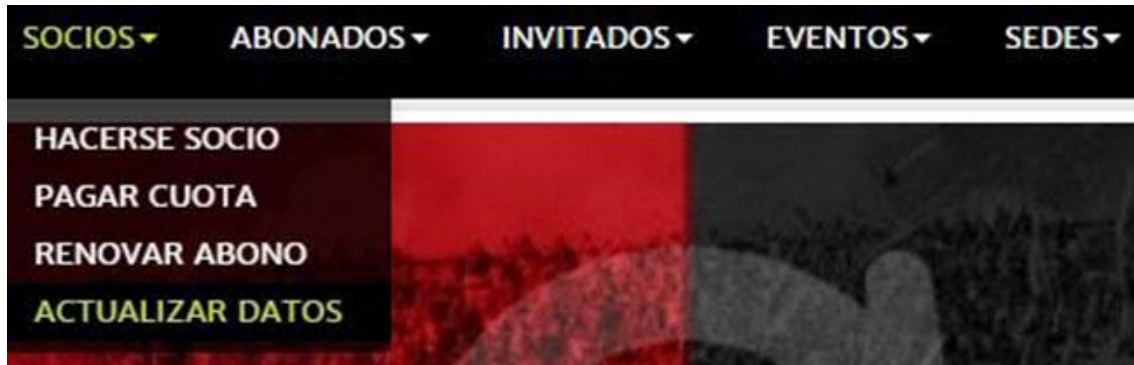 SOCIOS ABONADOS INVITADOS EVENTOS SEDES
HACERSE SOCIO
PAGAR CUOTA
RENOVAR ABONO
ACTUALIZAR DATOS